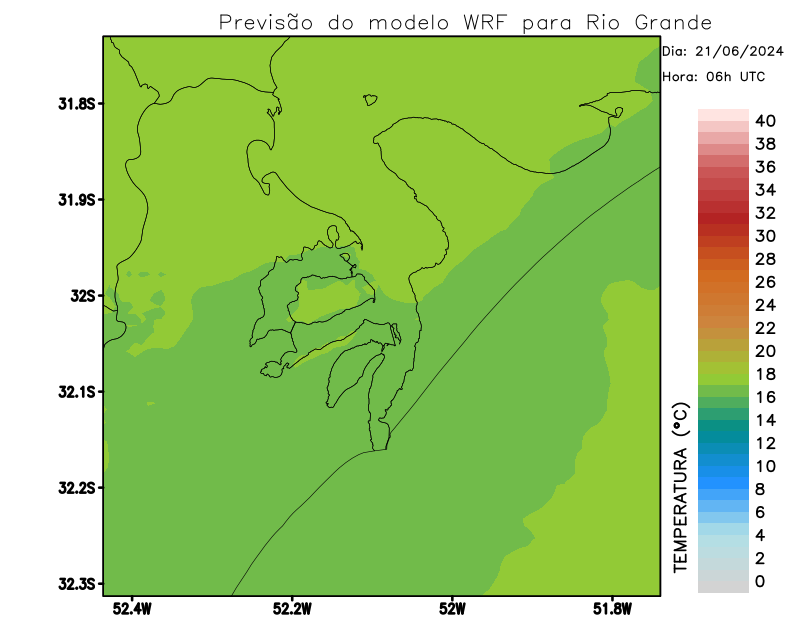 Previsão do modelo WRF para Rio Grande
Dia: 21/06/2024
Hora: 06h UTC
31.8S
31.9S
32S
32.1S
32.2S
32.3S
52.4W
52.2W
52W
51.8W
TEMPERATURA (°C)
40
38
36
34
32
30
28
26
24
22
20
18
16
14
12
10
8
6
4
2
0